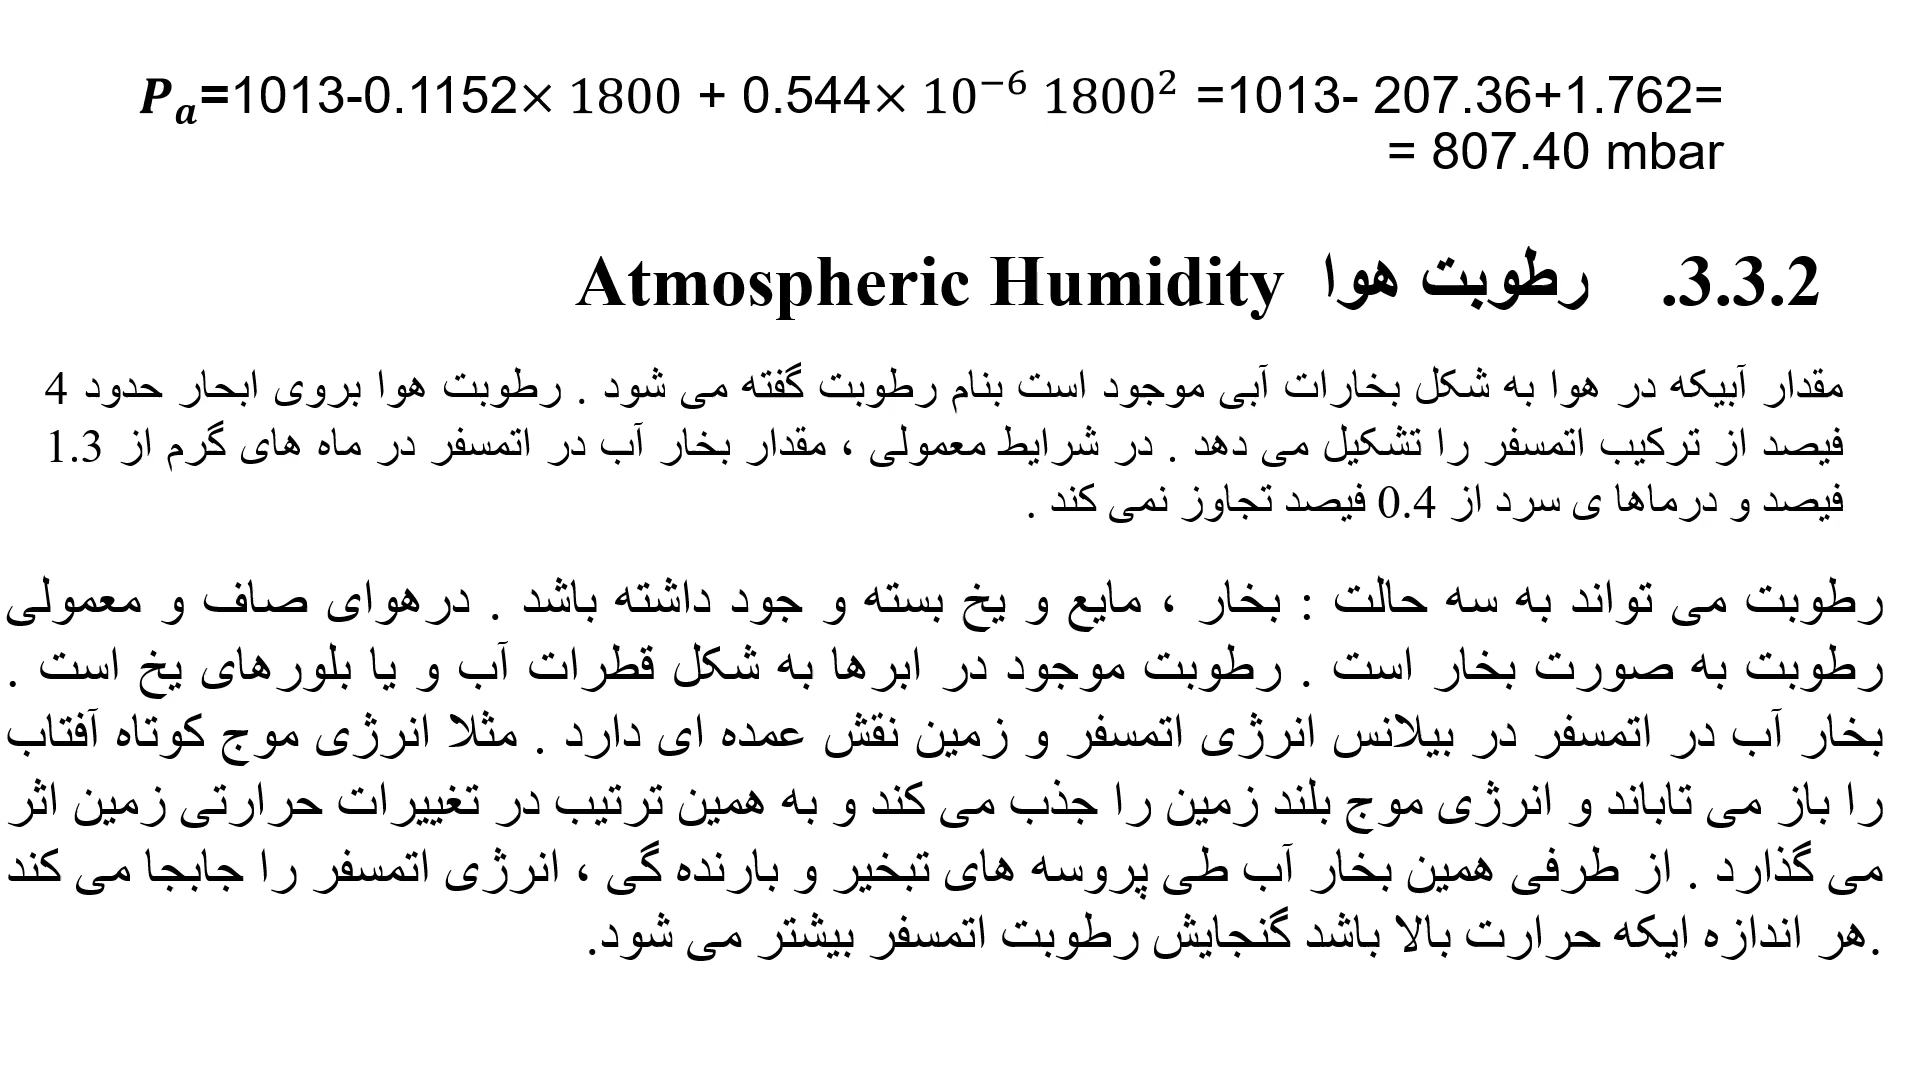 Pₐ=1013-0.1152× 1800 + 0.544× 10⁻⁶ 1800² =1013- 207.36+1.762=
= 807.40 mbar
.3.3.2 رطوبت هوا Atmospheric Humidity
مقدار آبیکه در هوا به شکل بخارات آبی موجود است بنام رطوبت گفته می شود . رطوبت هوا بروی ابحار حدود 4
فیصد از ترکیب اتمسفر را تشکیل می دهد . در شرایط معمولی ، مقدار بخار آب در اتمسفر در ماه های گرم از 1.3
فیصد و درماها ی سرد از 0.4 فیصد تجاوز نمی کند .
رطوبت می تواند به سه حالت : بخار ، مایع و یخ بسته و جود داشته باشد . درهوای صاف و معمولی
رطوبت به صورت بخار است . رطوبت موجود در ابرها به شکل قطرات آب و یا بلورهای یخ است .
بخار آب در اتمسفر در بیلانس انرژی اتمسفر و زمین نقش عمده ای دارد . مثلا انرژی موج کوتاه آفتاب
را باز می تاباند و انرژی موج بلند زمین را جذب می کند و به همین ترتیب در تغییرات حرارتی زمین اثر
می گذارد . از طرفی همین بخار آب طی پروسه های تبخیر و بارنده گی ، انرژی اتمسفر را جابجا می کند
.هر اندازه ایکه حرارت بالا باشد گنجایش رطوبت اتمسفر بیشتر می شود.